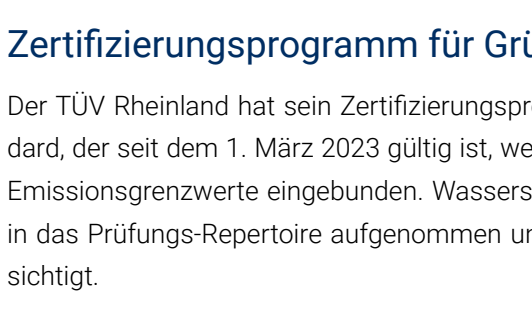 Zertifizierungsprogramm für Grü
Der TÜV Rheinland hat sein Zertifizierungspr
dard, der seit dem 1. März 2023 gültig ist, we
Emissionsgrenzwerte eingebunden. Wassers
in das Prüfungs-Repertoire aufgenommen un
sichtigt.